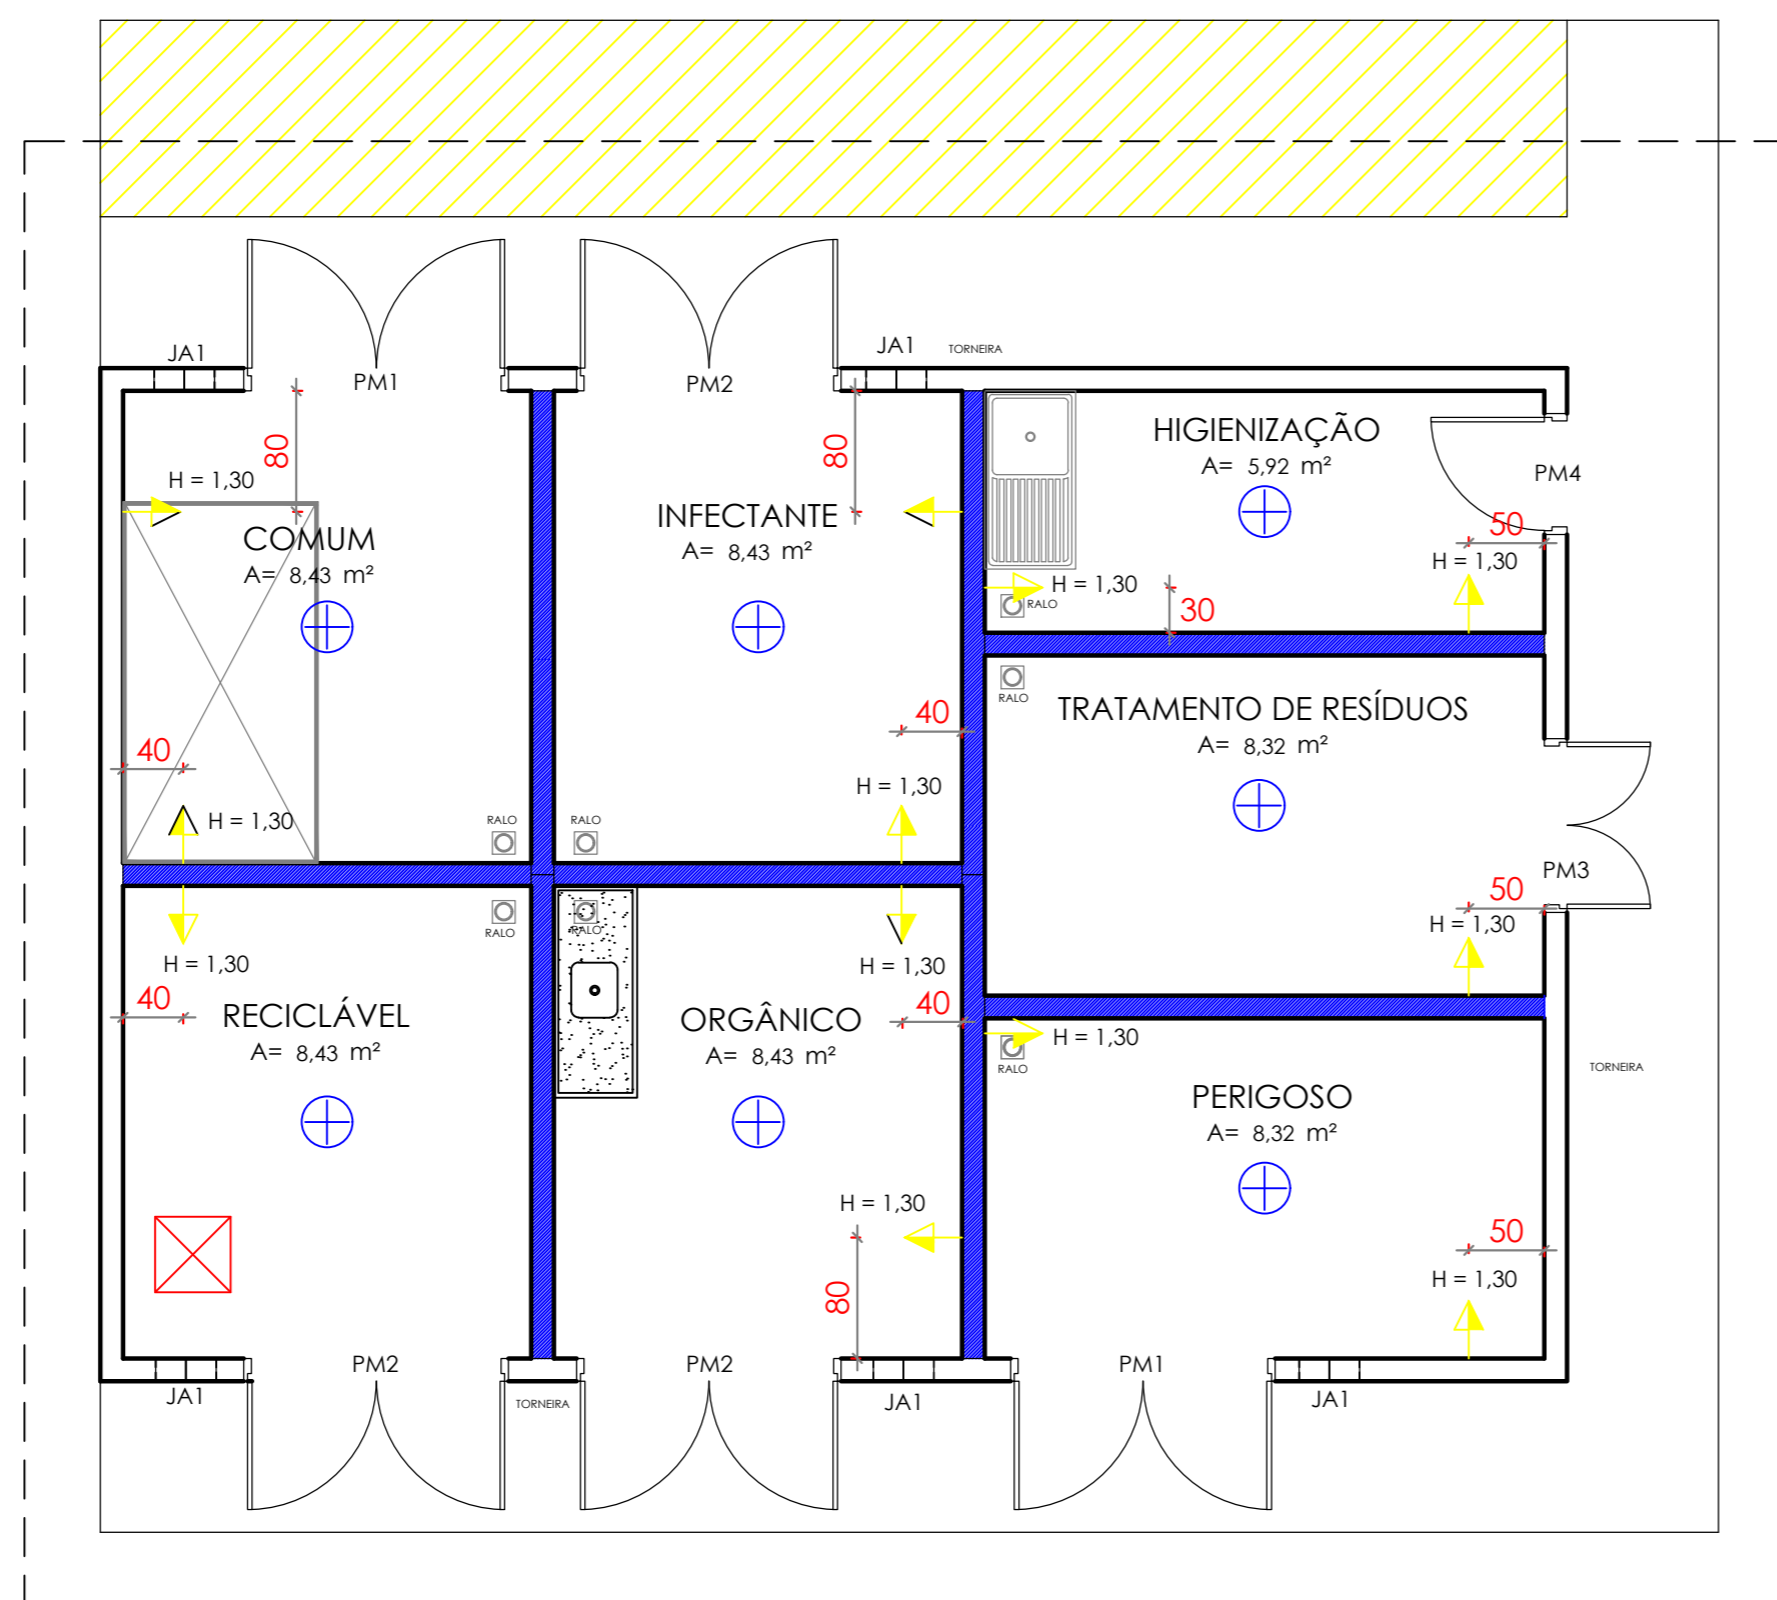 JA1
PM1
PM2
JA1
TORNEIRA
80
H = 1,30
COMUM
A= 8,43 m²
80
INFECTANTE
A= 8,43 m²
HIGIENIZAÇÃO
A= 5,92 m²
PM4
50
H = 1,30
H = 1,30
RALO
30
40
H = 1,30
RALO
RALO
40
H = 1,30
RALO
TRATAMENTO DE RESÍDUOS
A= 8,32 m²
PM3
50
H = 1,30
RALO
RALO
H = 1,30
40
RECICLÁVEL
A= 8,43 m²
H = 1,30
40
ORGÂNICO
A= 8,43 m²
H = 1,30
RALO
TORNEIRA
PERIGOSO
A= 8,32 m²
H = 1,30
80
50
H = 1,30
PM2
PM2
PM1
JA1
TORNEIRA
JA1
JA1